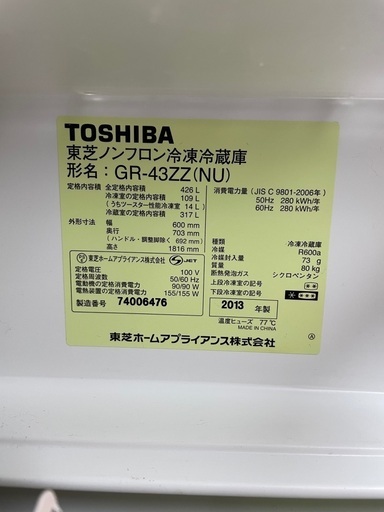 TOSHIBA
東芝ノンフロン冷凍冷蔵庫
形名：GR-43ZZ(NU)
定格内容積 全定格内容積 426 L
冷凍室の定格内容積 109 L
(うちツースター性能冷凍室 14 L)
冷蔵室の定格内容積 317 L
外形寸法 幅 600 mm
奥行 703 mm
(ハンドル・調整脚除く 692 mm)
高さ 1816 mm
消費電力量 (JIS C 9801-2006年)
50Hz 280 kWh/年
60Hz 280 kWh/年
種類 冷凍冷蔵庫
冷媒 R600a
冷媒封入量 73 g
質量 80 kg
断熱発泡ガス シクロペンタン
上段冷凍室の記号
下段冷凍室の記号
東芝ホームアプライアンス株式会社
JET
定格電圧 100 V
定格周波数 50/60 Hz
電動機の定格消費電力 90/90 W
電熱装置の定格消費電力 155/155 W
製造番号 74006476
2013 年製
温度ヒューズ 77℃
MADE IN CHINA
A
東芝ホームアプライアンス株式会社